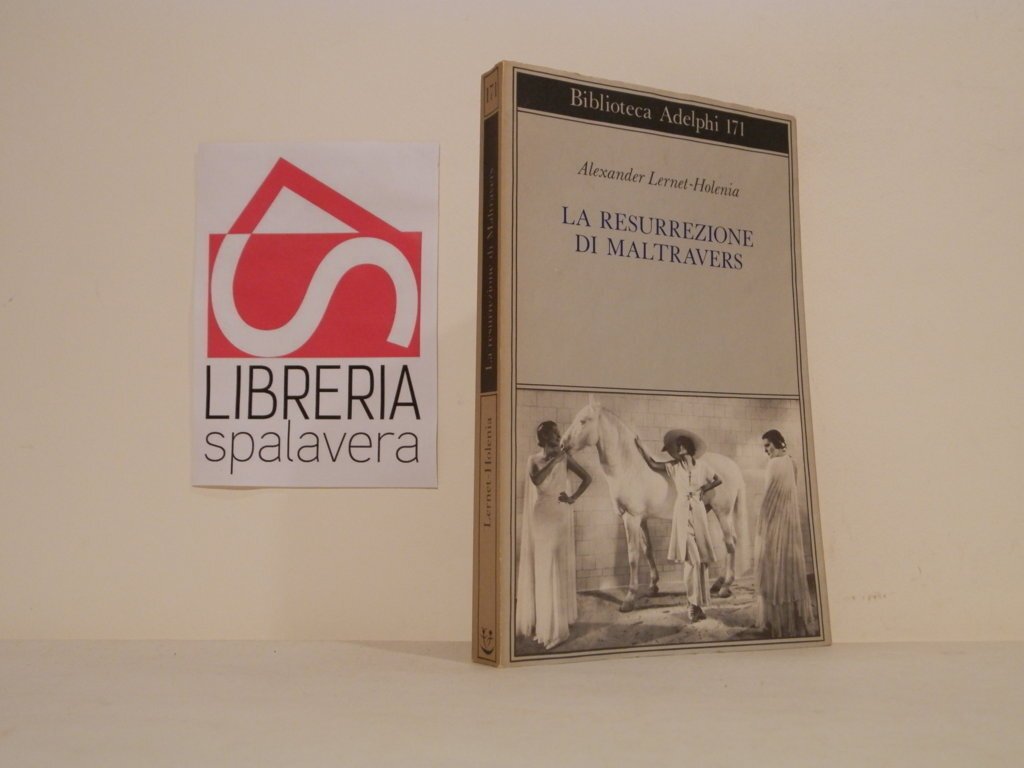 LIBRERIA
spalavera
171
La resurrezione di Maltravers
Lernet-Holenia
Biblioteca Adelphi 171
Alexander Lernet-Holenia
LA RESURREZIONE
DI MALTRAVERS